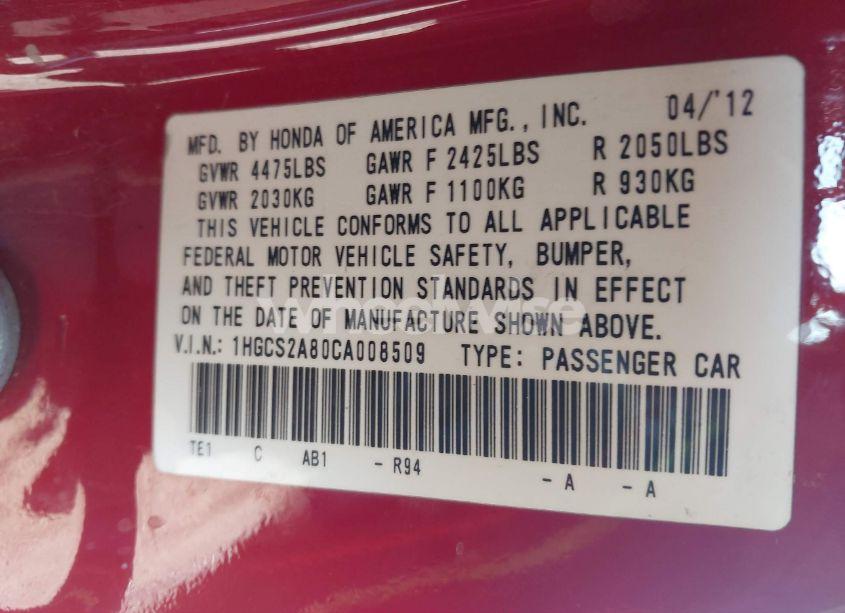 MFD. BY HONDA OF AMERICA MFG., INC. 04/'12
GVWR 4475LBS GAWR F 2425LBS R 2050LBS
GVWR 2030KG GAWR F 1100KG R 930KG
THIS VEHICLE CONFORMS TO ALL APPLICABLE
FEDERAL MOTOR VEHICLE SAFETY, BUMPER,
AND THEFT PREVENTION STANDARDS IN EFFECT
ON THE DATE OF MANUFACTURE SHOWN ABOVE.
V.I.N.: 1HGCS2A80CA008509 TYPE: PASSENGER CAR
TE1 C AB1 - R94 - A - A
wheelwise